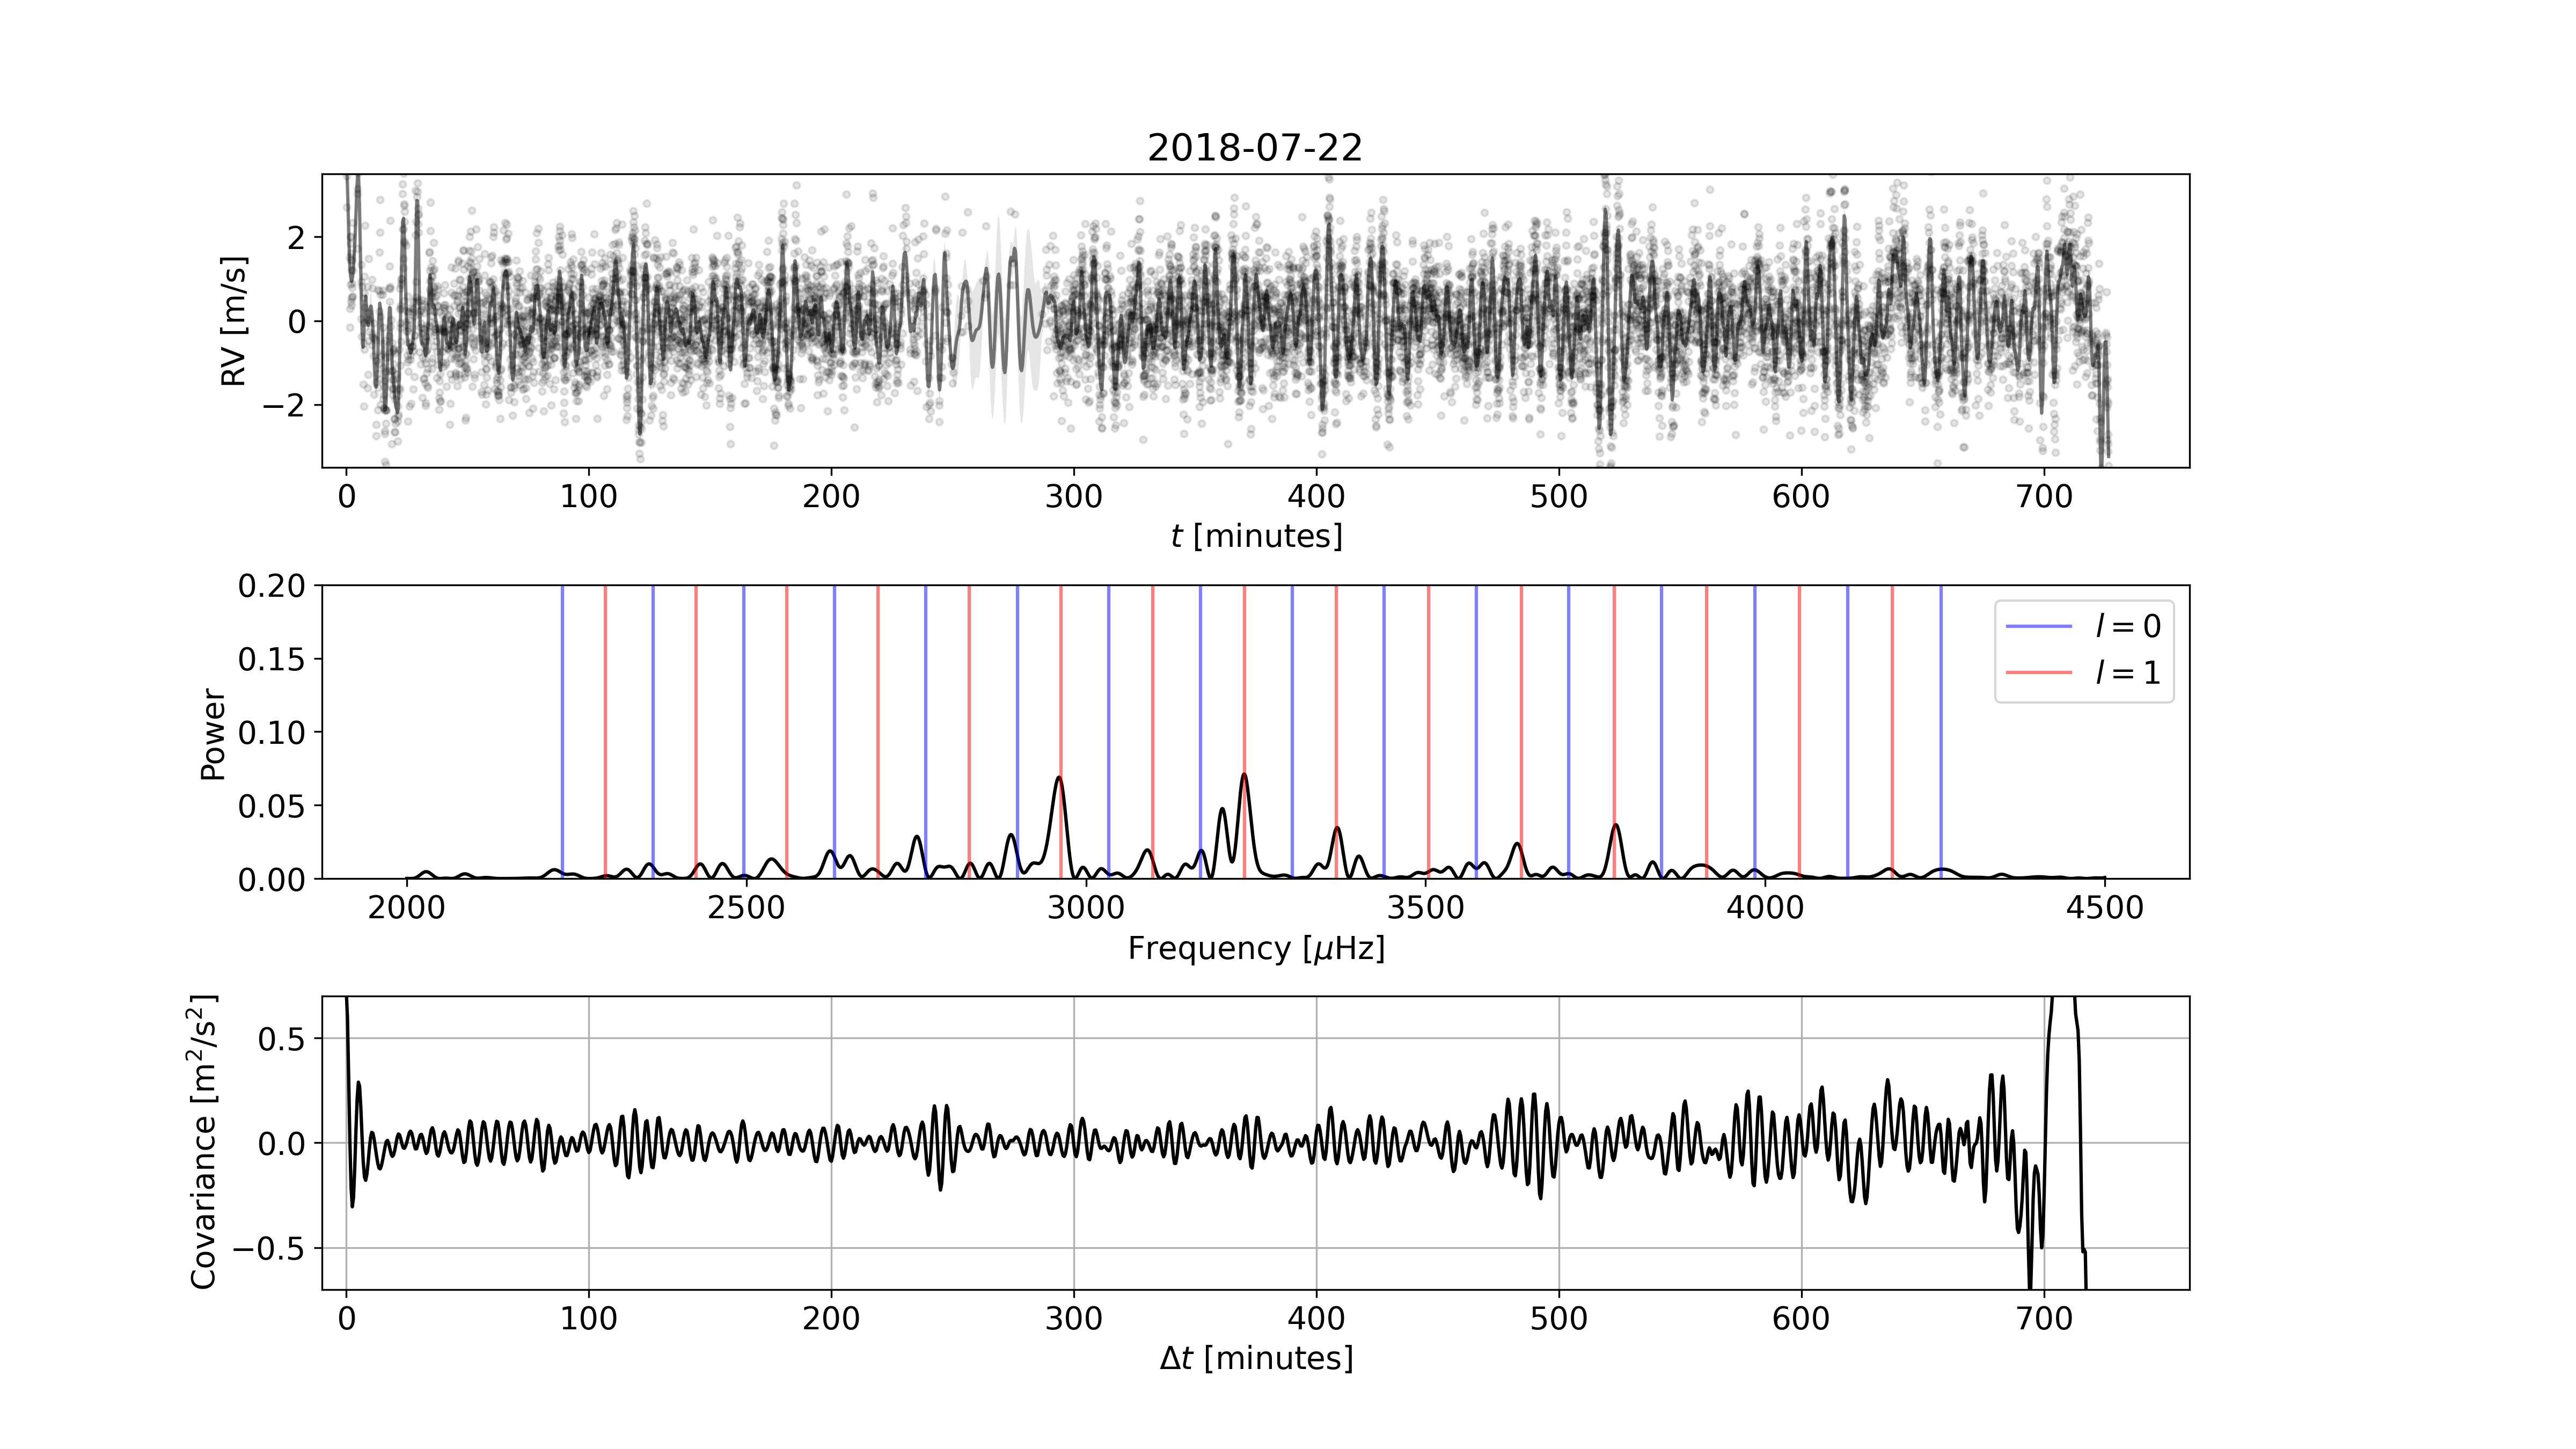 2018-07-22
RV [m/s]
2
0
−2
0 100 200 300 400 500 600 700
t [minutes]
Power
0.20
0.15
0.10
0.05
0.00
l = 0
l = 1
2000 2500 3000 3500 4000 4500
Frequency [μHz]
Covariance [m²/s²]
0.5
0.0
−0.5
0 100 200 300 400 500 600 700
Δt [minutes]